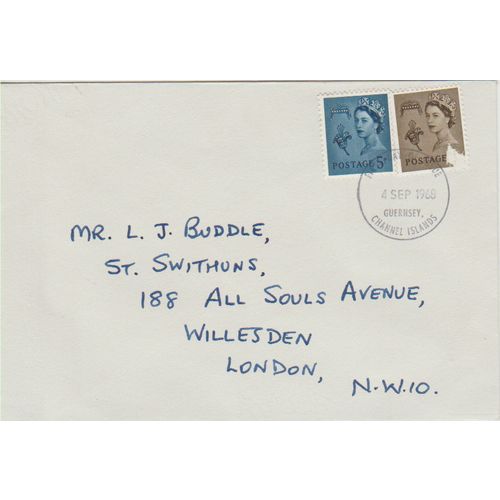 POSTAGE 5D
POSTAGE
4 SEP 1968
GUERNSEY,
CHANNEL ISLANDS
MR. L. J. BUDDLE,
ST. SWITHUNS,
188 ALL SOULS AVENUE,
WILLESDEN
LONDON,
N.W.10.